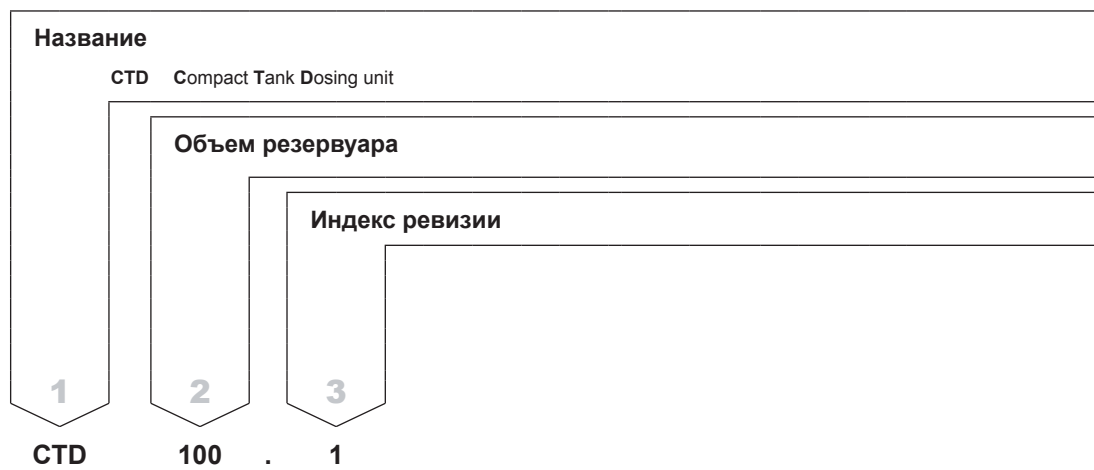 Название
CTD Compact Tank Dosing unit
Объем резервуара
Индекс ревизии
1 2 3
CTD 100 . 1